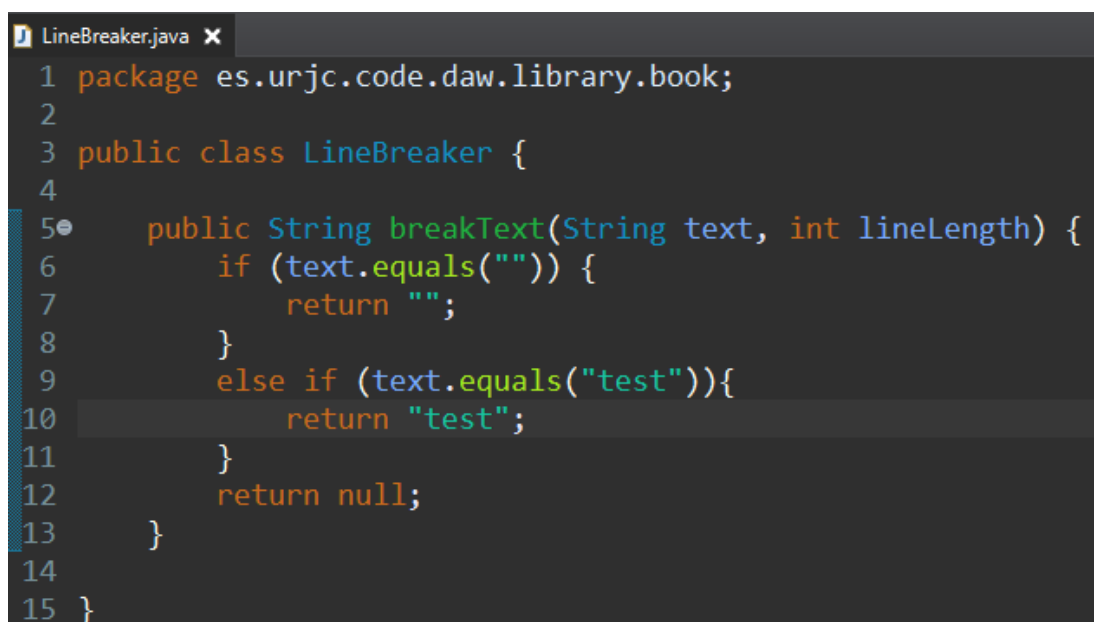 LineBreaker.java
1 package es.urjc.code.daw.library.book;
2
3 public class LineBreaker {
4
5     public String breakText(String text, int lineLength) {
6         if (text.equals("")) {
7             return "";
8         }
9         else if (text.equals("test")){
10             return "test";
11         }
12         return null;
13     }
14
15 }